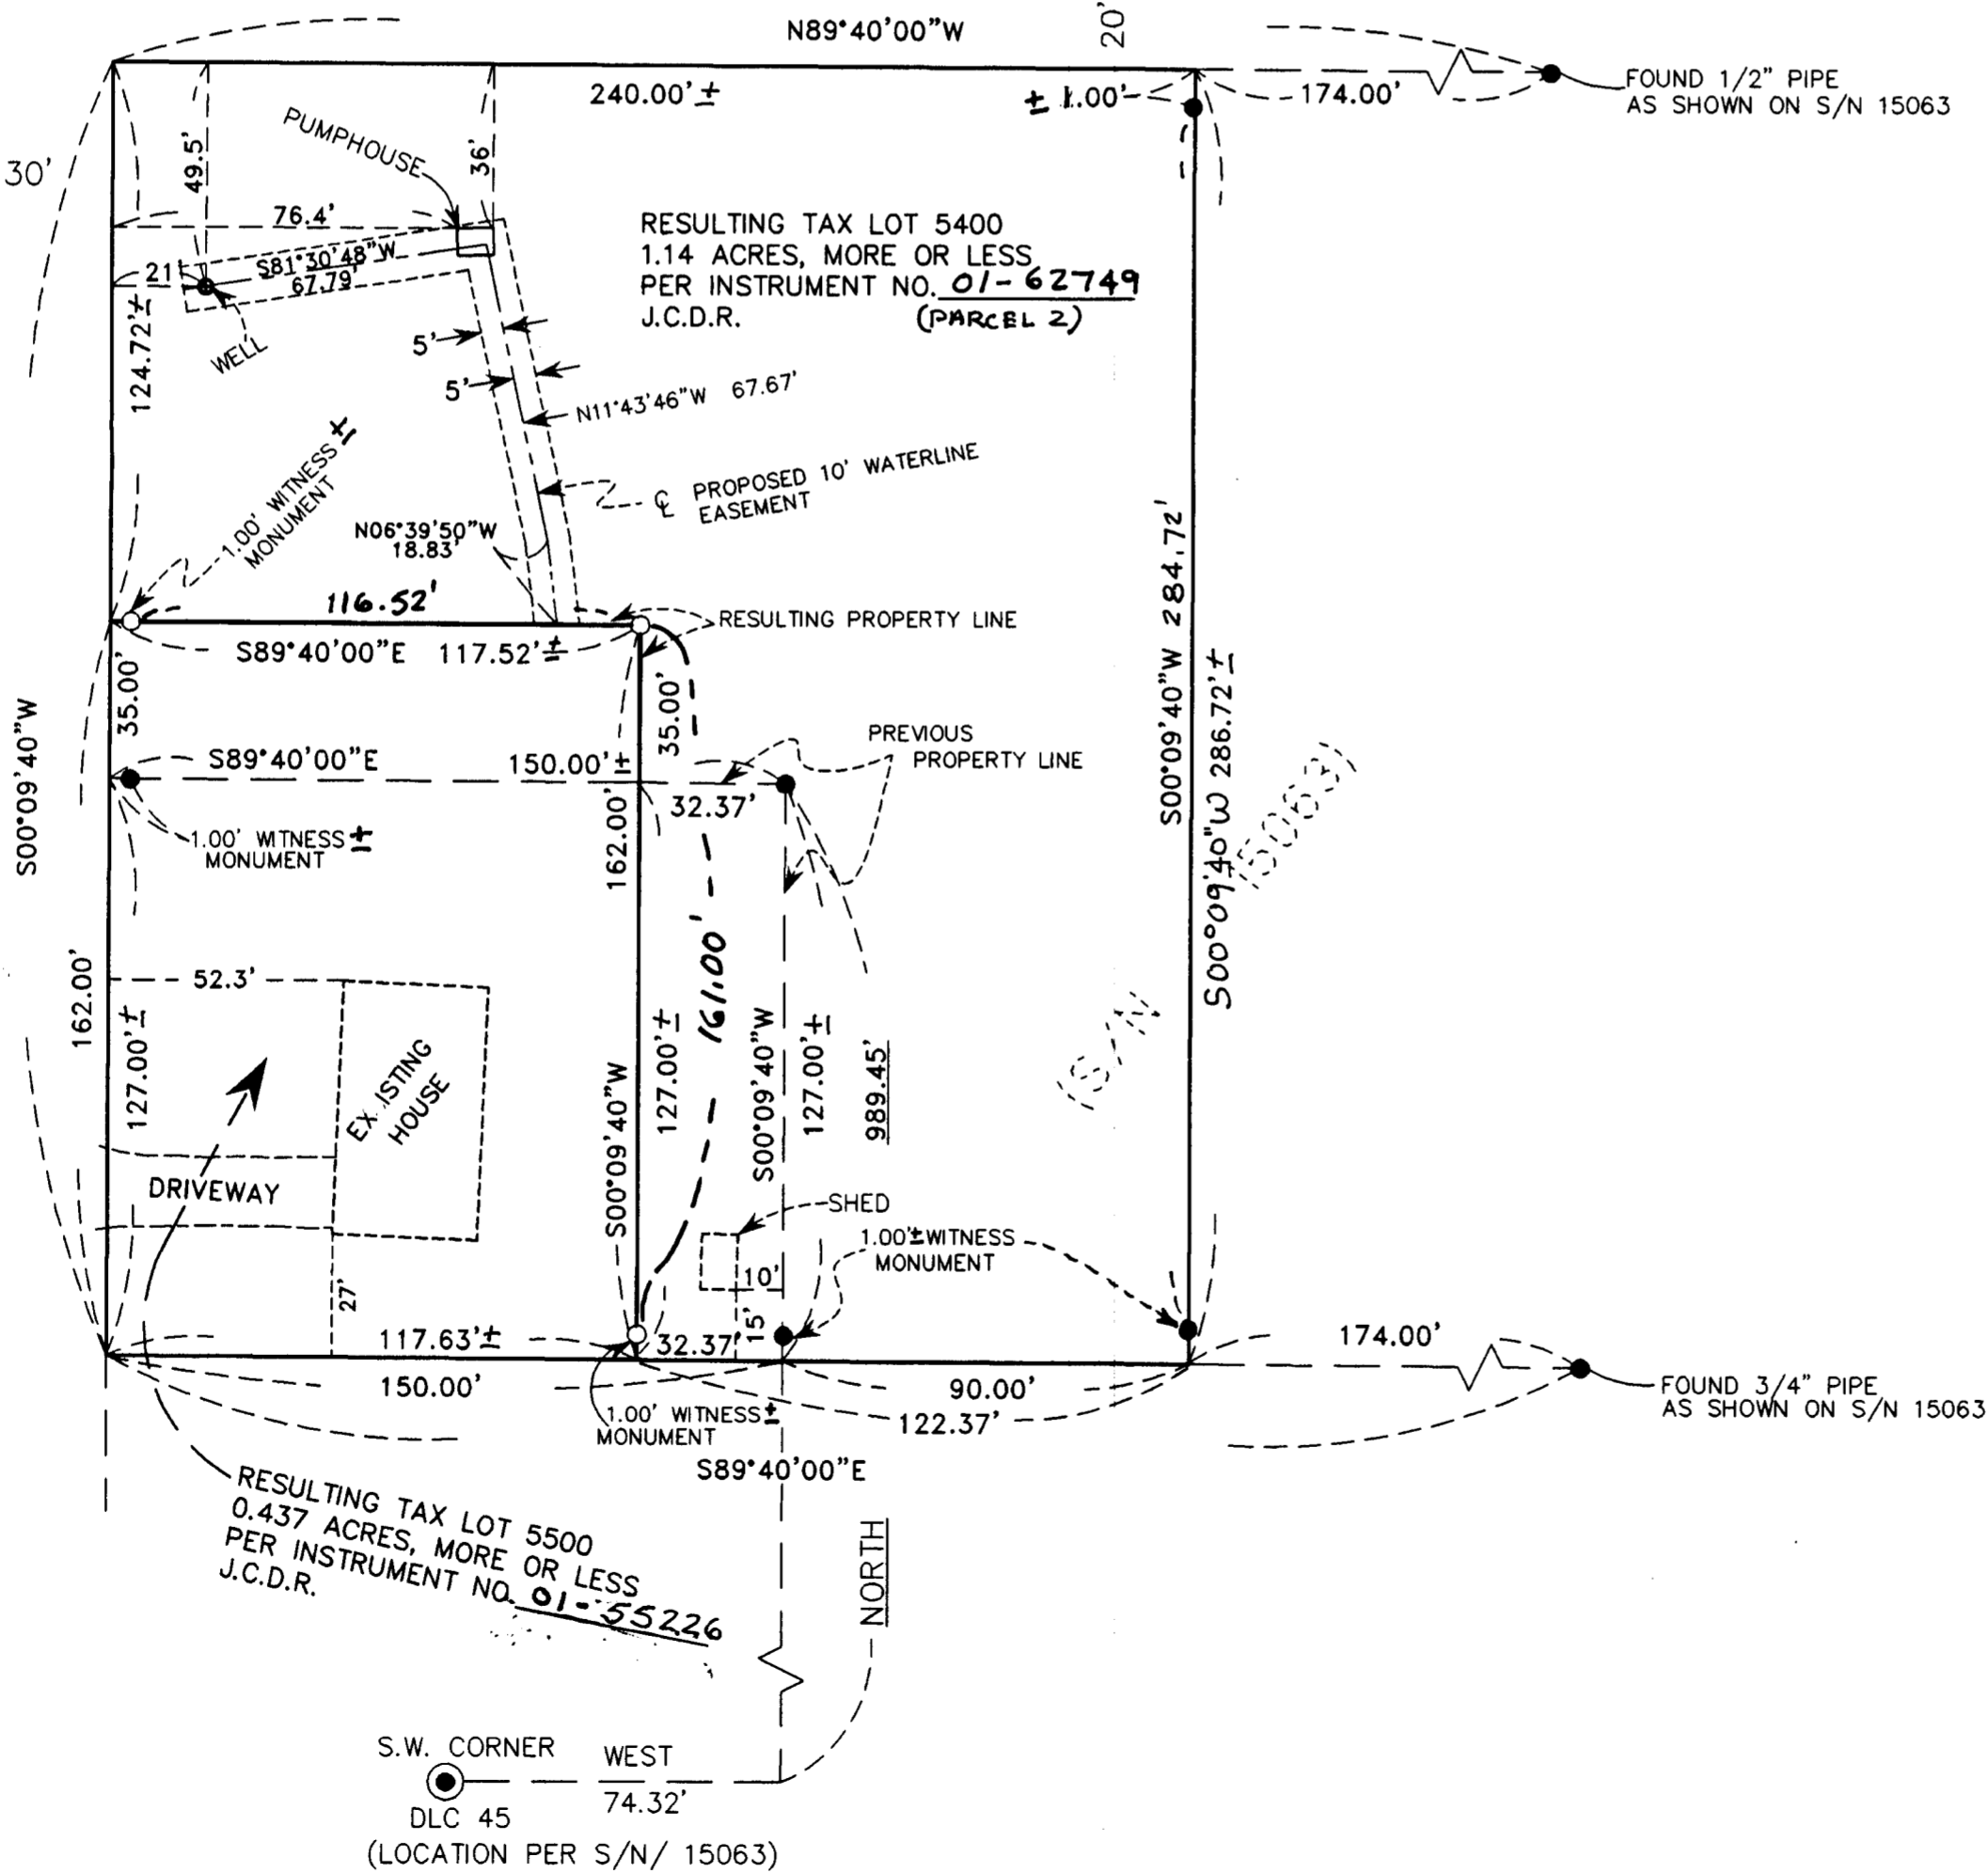 N89°40'00"W
20'
240.00'±
± 1.00'
174.00'
FOUND 1/2" PIPE
AS SHOWN ON S/N 15063
30'
49.5'
PUMPHOUSE
36'
76.4'
21'
S81°30'48"W
67.79'
WELL
124.72'±
RESULTING TAX LOT 5400
1.14 ACRES, MORE OR LESS
PER INSTRUMENT NO. 01-62749
J.C.D.R. (PARCEL 2)
5'
5'
N11°43'46"W 67.67'
℄ PROPOSED 10' WATERLINE
EASEMENT
1.00' WITNESS ±
MONUMENT
N06°39'50"W
18.83'
116.52'
S89°40'00"E 117.52'±
RESULTING PROPERTY LINE
S00°09'40"W 284.72'
S00°09'40"W 286.72'±
(S/N 15063)
S00°09'40"W
35.00'
35.00'
S89°40'00"E 150.00'±
32.37'
PREVIOUS
PROPERTY LINE
1.00' WITNESS ±
MONUMENT
162.00'
161.00'
162.00'
127.00'±
52.3'
EXISTING
HOUSE
DRIVEWAY
27'
S00°09'40"W
127.00'±
S00°09'40"W
127.00'±
989.45'
SHED
10'
15'
1.00'± WITNESS
MONUMENT
117.63'±
32.37'
174.00'
150.00'
90.00'
122.37'
FOUND 3/4" PIPE
AS SHOWN ON S/N 15063
1.00' WITNESS ±
MONUMENT
S89°40'00"E
RESULTING TAX LOT 5500
0.437 ACRES, MORE OR LESS
PER INSTRUMENT NO. 01-55226
J.C.D.R.
NORTH
S.W. CORNER
WEST
74.32'
DLC 45
(LOCATION PER S/N/ 15063)